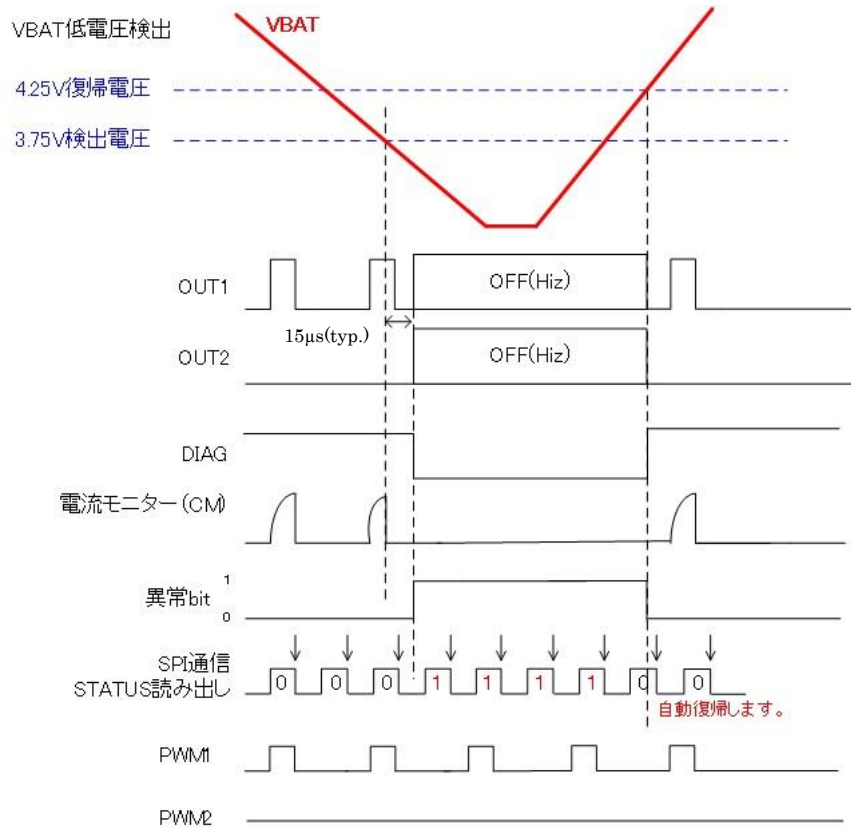 VBAT低電圧検出
VBAT
4.25V復帰電圧
3.75V検出電圧
OUT1
OFF(Hiz)
15μs(typ.)
OUT2
OFF(Hiz)
DIAG
電流モニター(CM)
異常bit
1
0
SPI通信
STATUS読み出し
0 0 0 1 1 1 1 0 0
自動復帰します。
PWM1
PWM2